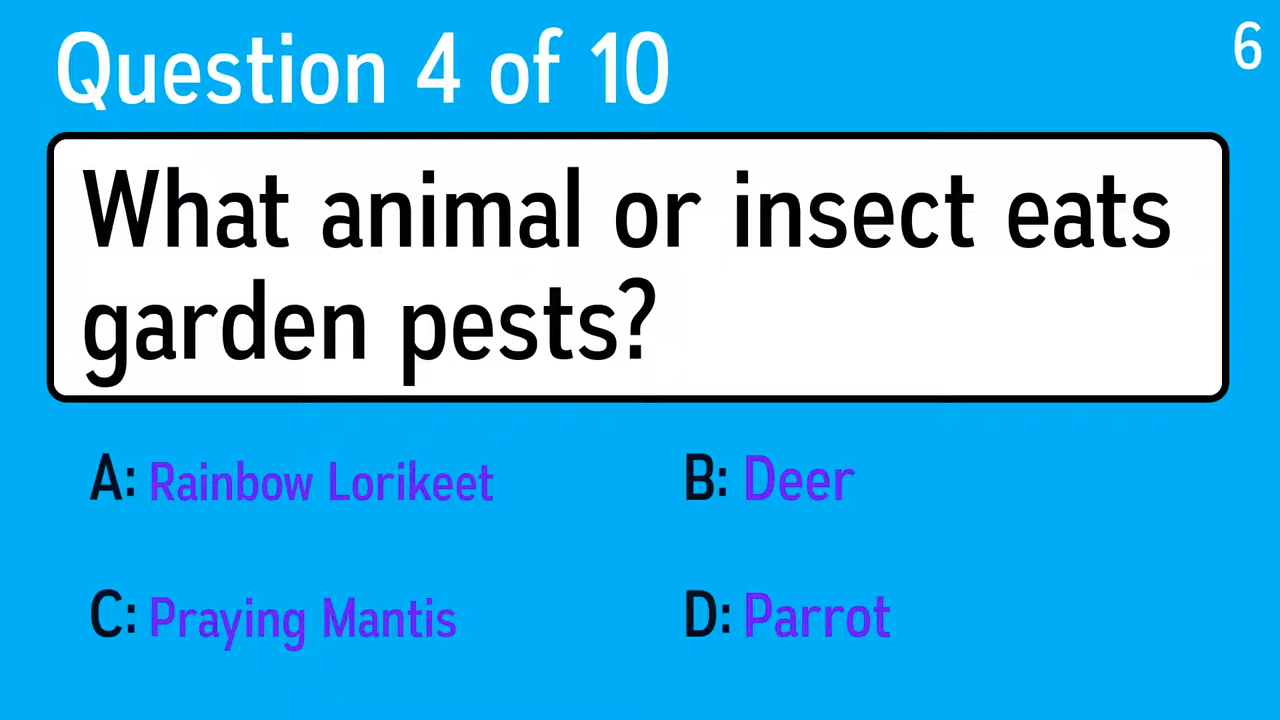 Question 4 of 10
6
What animal or insect eats
garden pests?
A: Rainbow Lorikeet
B: Deer
C: Praying Mantis
D: Parrot